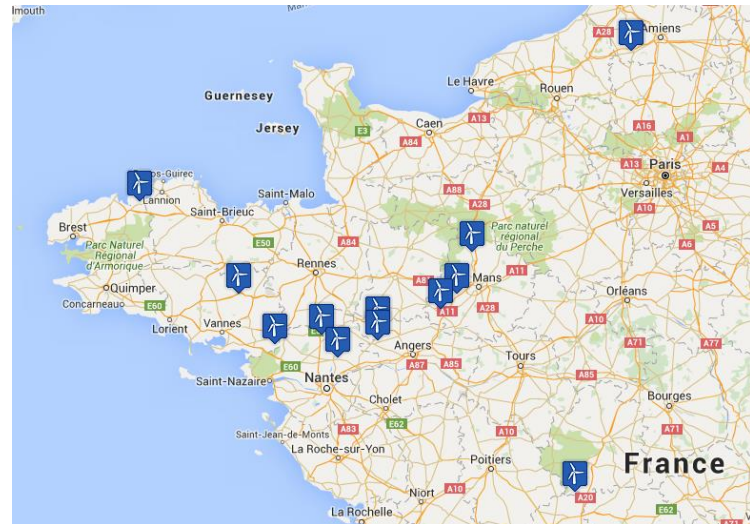 mouth
Man
A28
Amiens
Le Havre
Rouen
Guernesey
Jersey
E3
Caen
A13
A16
A1
A84
A13
Paris
A4
Versailles
os-Guirec
Lannion
Saint-Malo
A88
A28
A10
A5
Saint-Brieuc
Brest
E50
A84
Parc naturel
régional
du Perche
A6
Parc Naturel
Régional
d'Armorique
Rennes
A11
Quimper
Mans
Orléans
Concarneau
E60
A11
A28
Lorient
Vannes
A10
A71
A77
Angers
E60
A87
A85
Tours
A85
Saint-Nazaire
Nantes
Cholet
Bourges
E62
A71
Saint-Jean-de-Monts
A83
A10
La Roche-sur-Yon
Poitiers
France
Niort
A10
A20
La Rochelle
E62
A71